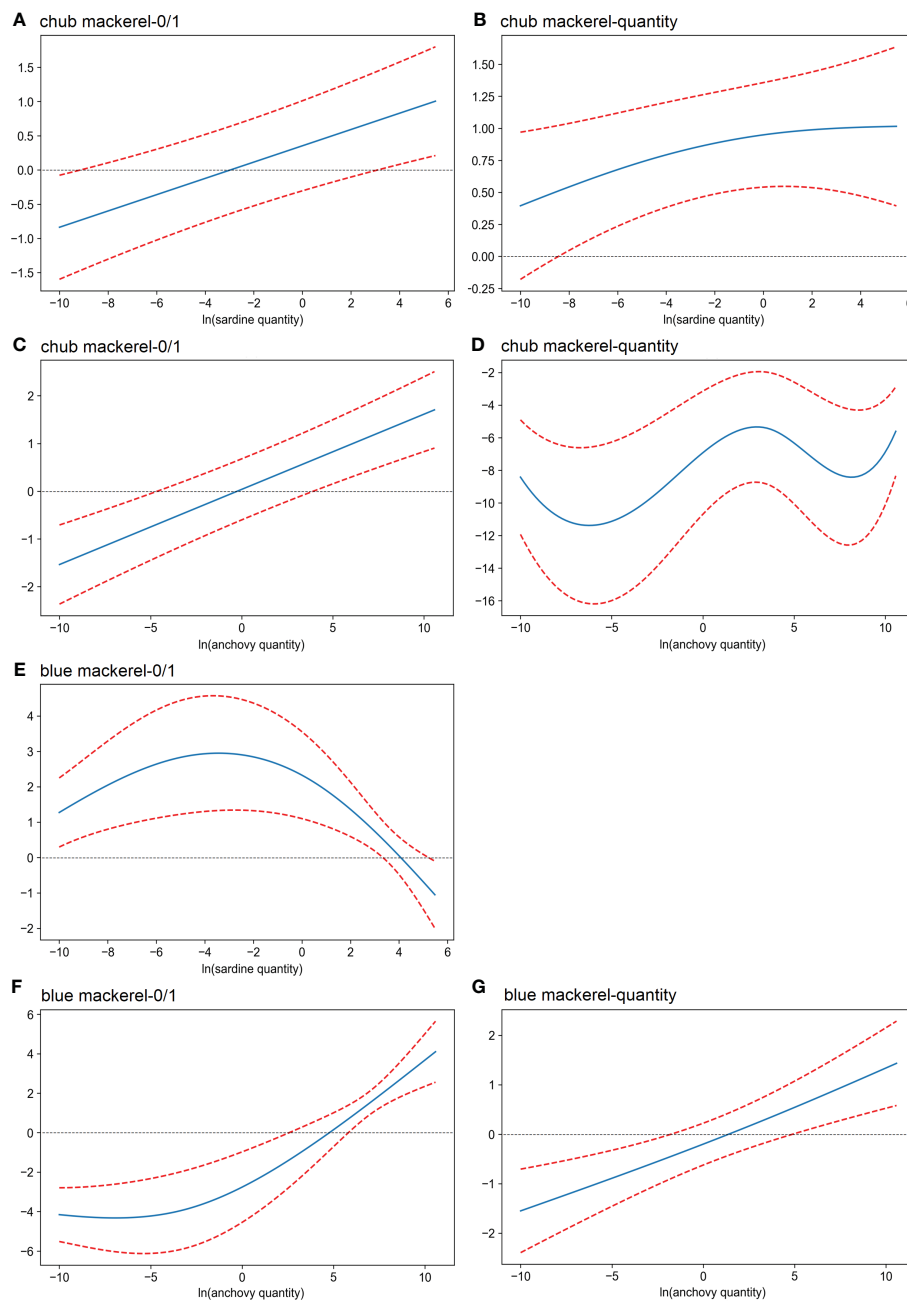 A chub mackerel-0/1
1.5
1.0
0.5
0.0
−0.5
−1.0
−1.5
−10 −8 −6 −4 −2 0 2 4 6
ln(sardine quantity)
B chub mackerel-quantity
1.50
1.25
1.00
0.75
0.50
0.25
0.00
−0.25
−10 −8 −6 −4 −2 0 2 4
ln(sardine quantity)
C chub mackerel-0/1
2
1
0
−1
−2
−10 −5 0 5 10
ln(anchovy quantity)
D chub mackerel-quantity
−2
−4
−6
−8
−10
−12
−14
−16
−10 −5 0 5 10
ln(anchovy quantity)
E blue mackerel-0/1
4
3
2
1
0
−1
−2
−10 −8 −6 −4 −2 0 2 4 6
ln(sardine quantity)
F blue mackerel-0/1
6
4
2
0
−2
−4
−6
−10 −5 0 5 10
ln(anchovy quantity)
G blue mackerel-quantity
2
1
0
−1
−2
−10 −5 0 5 10
ln(anchovy quantity)